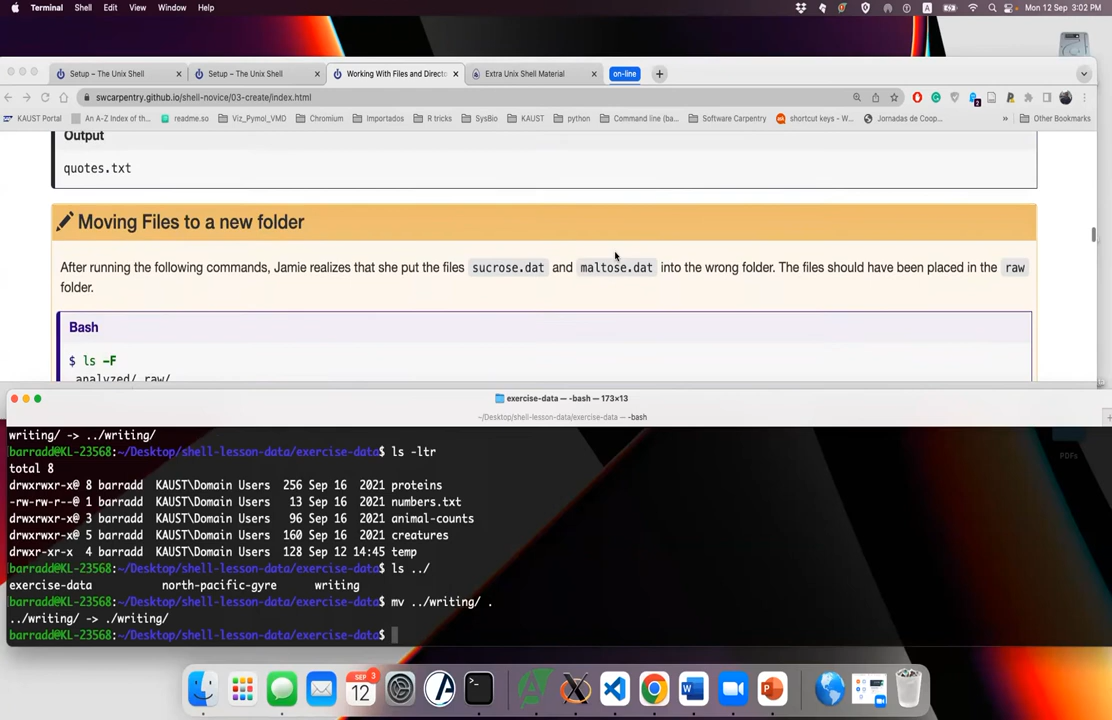 Terminal Shell Edit View Window Help Mon 12 Sep 3:02 PM
Setup – The Unix Shell Setup – The Unix Shell Working With Files and Directo Extra Unix Shell Material on-line
swcarpentry.github.io/shell-novice/03-create/index.html
KAUST Portal An A-Z Index of th... readme.so Viz_Pymol_VMD Chromium Importados R tricks SysBio KAUST python Command line (ba... Software Carpentry shortcut keys - W... Jornadas de Coop... » Other Bookmarks
Output
quotes.txt
Moving Files to a new folder
After running the following commands, Jamie realizes that she put the files sucrose.dat and maltose.dat into the wrong folder. The files should have been placed in the raw
folder.
Bash
$ ls -F
analyzed/ raw/
exercise-data — -bash — 173×13
~/Desktop/shell-lesson-data/exercise-data — -bash
writing/ -> ../writing/
barradd@KL-23568:~/Desktop/shell-lesson-data/exercise-data$ ls -ltr
total 8
drwxrwxr-x@ 8 barradd KAUST\Domain Users 256 Sep 16 2021 proteins
-rw-rw-r--@ 1 barradd KAUST\Domain Users 13 Sep 16 2021 numbers.txt
drwxrwxr-x@ 3 barradd KAUST\Domain Users 96 Sep 16 2021 animal-counts
drwxrwxr-x@ 5 barradd KAUST\Domain Users 160 Sep 16 2021 creatures
drwxr-xr-x 4 barradd KAUST\Domain Users 128 Sep 12 14:45 temp
barradd@KL-23568:~/Desktop/shell-lesson-data/exercise-data$ ls ../
exercise-data north-pacific-gyre writing
barradd@KL-23568:~/Desktop/shell-lesson-data/exercise-data$ mv ../writing/ .
../writing/ -> ./writing/
barradd@KL-23568:~/Desktop/shell-lesson-data/exercise-data$
PDFs
SEP 3
12